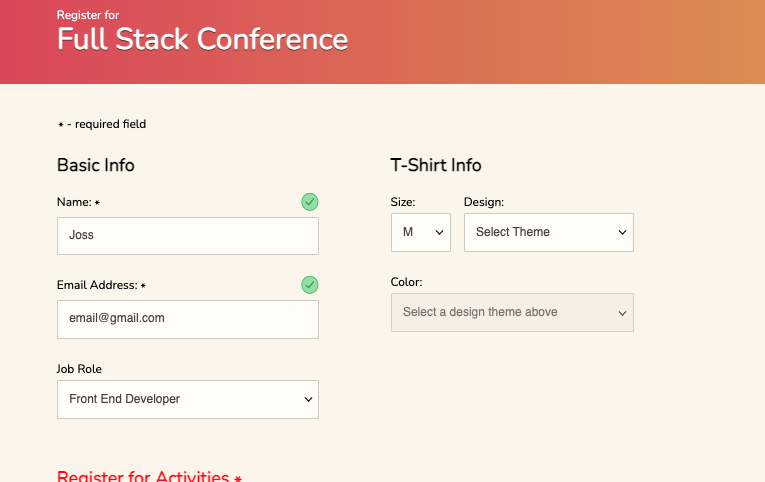 Register for
Full Stack Conference
* - required field
Basic Info
Name: *
Joss
Email Address: *
email@gmail.com
Job Role
Front End Developer
T-Shirt Info
Size:
M
Design:
Select Theme
Color:
Select a design theme above
Register for Activities *